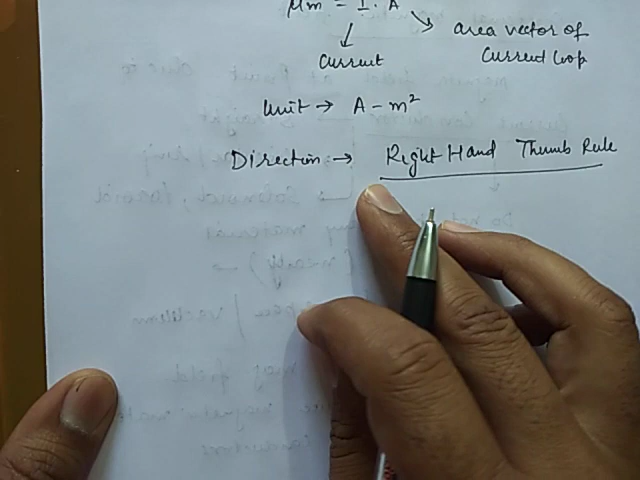 μm = I . A
area vector of
Current Loop
Current
Unit → A - m²
Direction → Right Hand Thumb Rule